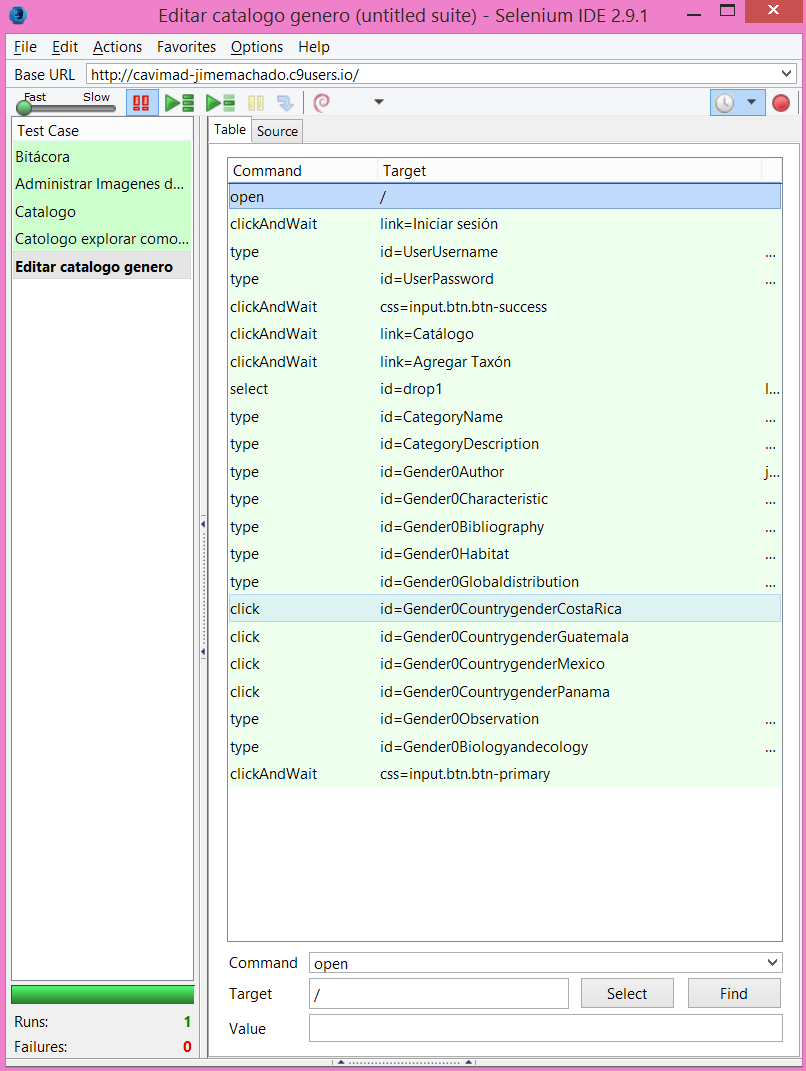 Editar catalogo genero (untitled suite) - Selenium IDE 2.9.1
File Edit Actions Favorites Options Help
Base URL http://cavimad-jimemachado.c9users.io/
Fast Slow
Test Case
Bitácora
Administrar Imagenes d...
Catalogo
Catologo explorar como...
Editar catalogo genero
Table Source
Command Target
open /
clickAndWait link=Iniciar sesión
type id=UserUsername ...
type id=UserPassword ...
clickAndWait css=input.btn.btn-success
clickAndWait link=Catálogo
clickAndWait link=Agregar Taxón
select id=drop1 l...
type id=CategoryName ...
type id=CategoryDescription ...
type id=Gender0Author j...
type id=Gender0Characteristic ...
type id=Gender0Bibliography ...
type id=Gender0Habitat ...
type id=Gender0Globaldistribution ...
click id=Gender0CountrygenderCostaRica
click id=Gender0CountrygenderGuatemala
click id=Gender0CountrygenderMexico
click id=Gender0CountrygenderPanama
type id=Gender0Observation ...
type id=Gender0Biologyandecology ...
clickAndWait css=input.btn.btn-primary
Command open
Target / Select Find
Value
Runs: 1
Failures: 0